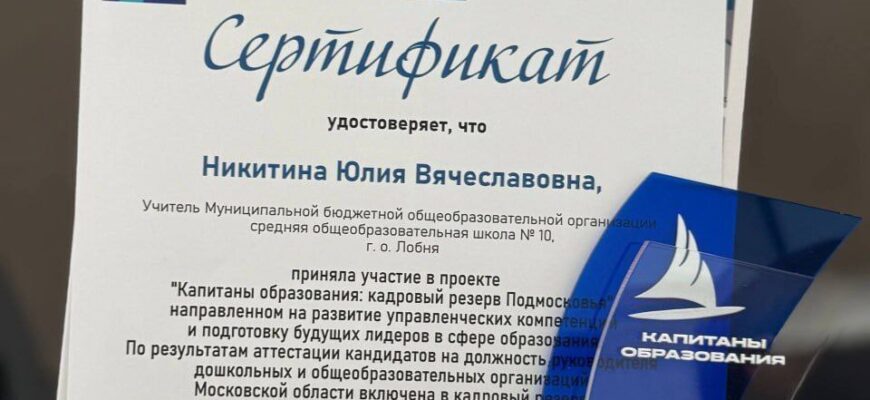 Сертификат
удостоверяет, что
Никитина Юлия Вячеславовна,
Учитель Муниципальной бюджетной общеобразовательной организации
средняя общеобразовательная школа № 10,
г. о. Лобня
приняла участие в проекте
"Капитаны образования: кадровый резерв Подмосковья"
направленном на развитие управленческих компетенций
и подготовку будущих лидеров в сфере образования
По результатам аттестации кандидатов на должность руководителя
дошкольных и общеобразовательных организаций
Московской области включена в кадровый резерв
КАПИТАНЫ
ОБРАЗОВАНИЯ